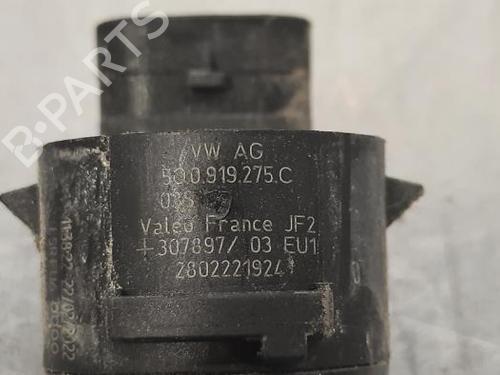 VW AG
5Q0.919.275.C
Valeo France JF2
+307897/ 03 EU1
2802221924
B-PARTS